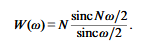 W(ω) = N sinc Nω/2 / sinc ω/2 .